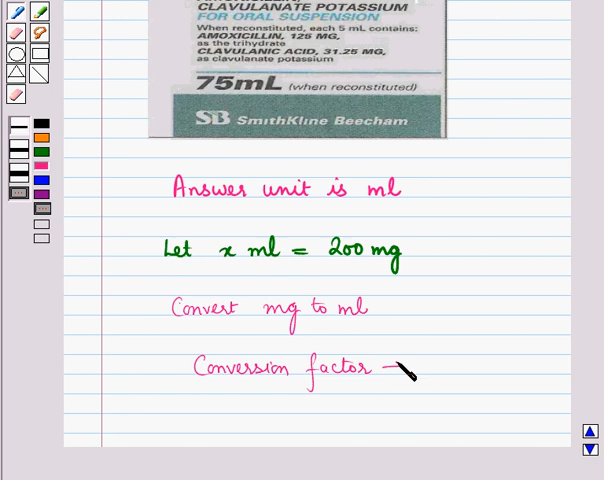 CLAVULANATE POTASSIUM
FOR ORAL SUSPENSION
When reconstituted, each 5 mL contains:
AMOXICILLIN, 125 MG,
as the trihydrate
CLAVULANIC ACID, 31.25 MG,
as clavulanate potassium
75mL (when reconstituted)
SB SmithKline Beecham
Answer unit is ml
Let x ml = 200 mg
Convert mg to ml
Conversion factor →